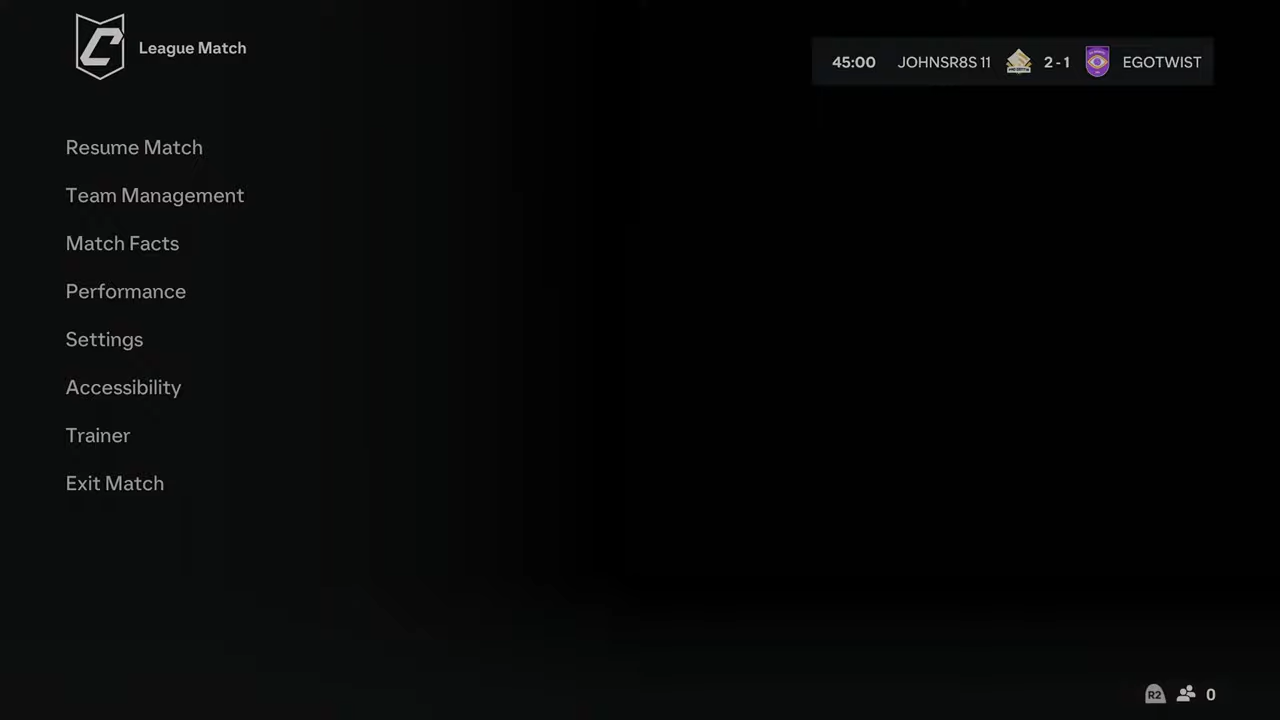 League Match
45:00 JOHNSR8S 11 2 - 1 EGOTWIST
Resume Match
Team Management
Match Facts
Performance
Settings
Accessibility
Trainer
Exit Match
R2 0